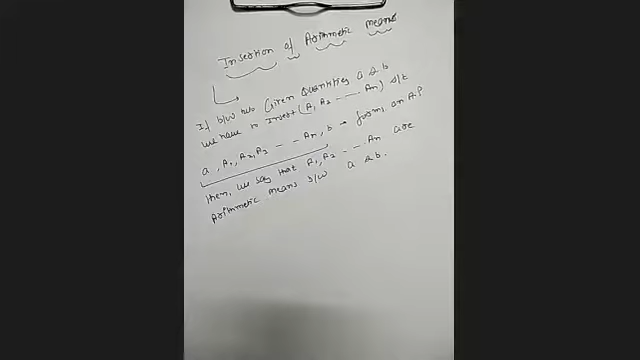 Insertion of Arithmetic means
If b/w two Given Quantities a & b
we have to Insert (A1, A2 ---- An) s/t
a, A1, A2, A3 --- An, b → forms an AP
then, we say that A1, A2 --- An are
Arithmetic means b/w a & b.